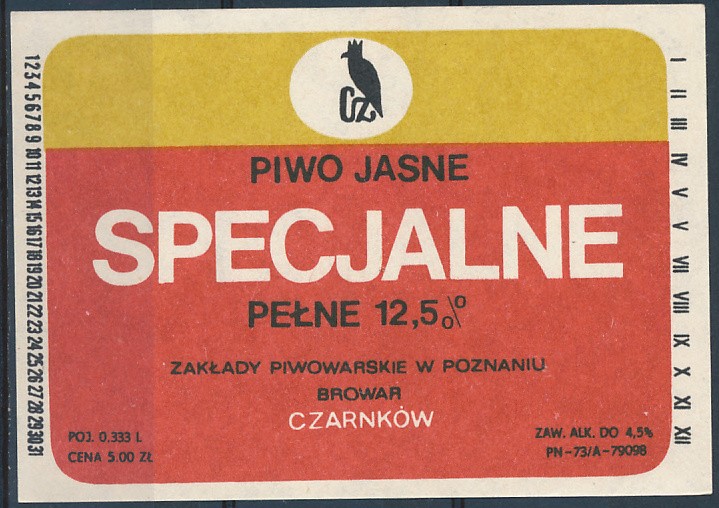 Cz
PIWO JASNE
SPECJALNE
PEŁNE 12,5%
ZAKŁADY PIWOWARSKIE W POZNANIU
BROWAR
CZARNKÓW
POJ. 0.333 L
CENA 5.00 ZŁ
ZAW. ALK. DO 4,5%
PN-73/A-79098
1 2 3 4 5 6 7 8 9 10 11 12 13 14 15 16 17 18 19 20 21 22 23 24 25 26 27 28 29 30 31
I II III IV V V VII VIII IX X XI XII